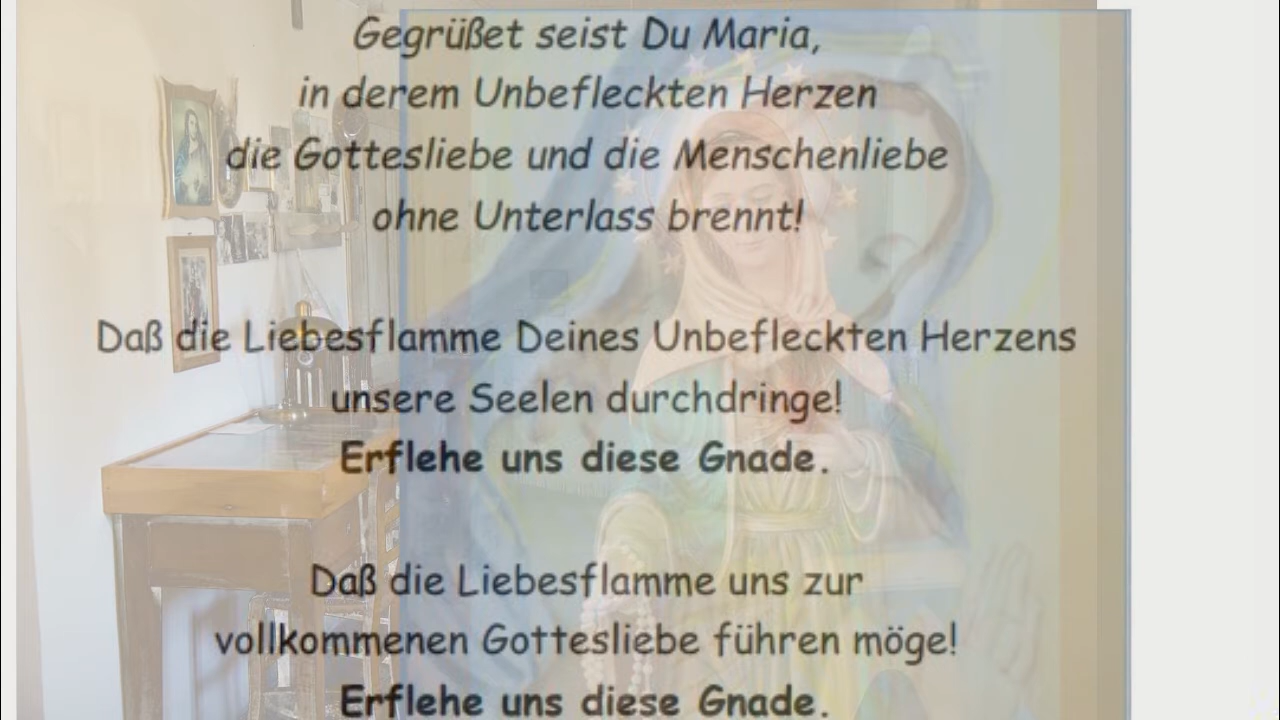 Gegrüßet seist Du Maria,
in derem Unbefleckten Herzen
die Gottesliebe und die Menschenliebe
ohne Unterlass brennt!
Daß die Liebesflamme Deines Unbefleckten Herzens
unsere Seelen durchdringe!
Erflehe uns diese Gnade.
Daß die Liebesflamme uns zur
vollkommenen Gottesliebe führen möge!
Erflehe uns diese Gnade.